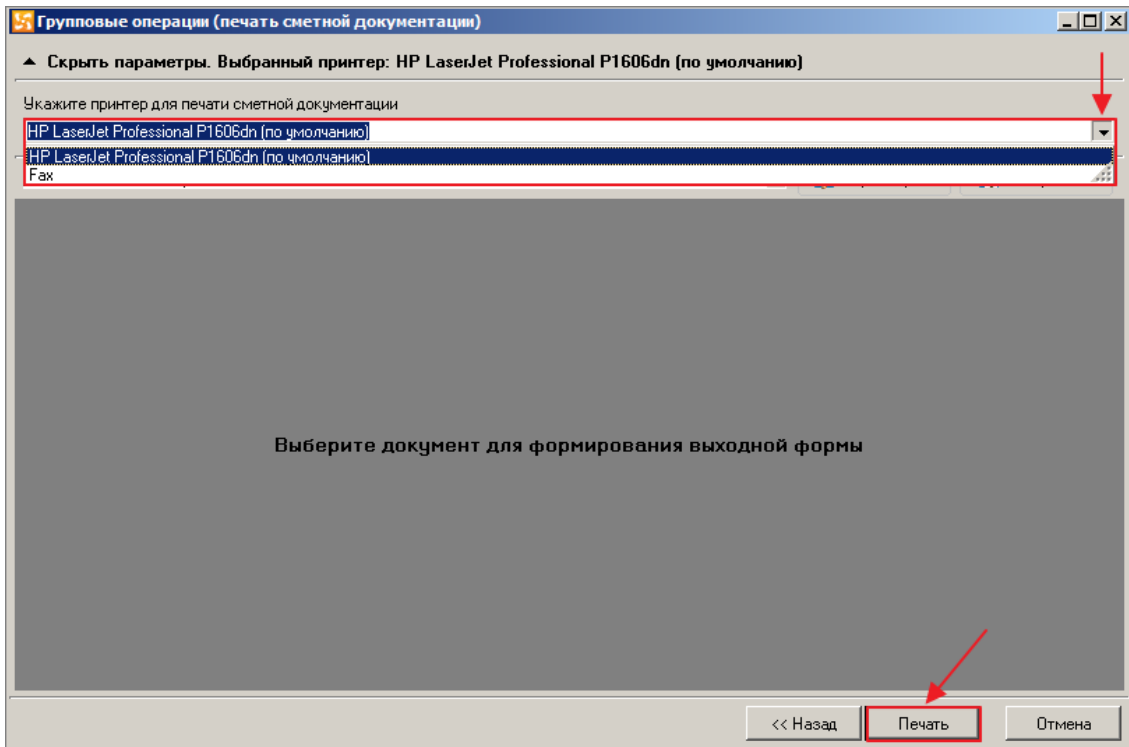 Групповые операции (печать сметной документации)
Скрыть параметры. Выбранный принтер: HP LaserJet Professional P1606dn (по умолчанию)
Укажите принтер для печати сметной документации
HP LaserJet Professional P1606dn (по умолчанию)
HP LaserJet Professional P1606dn (по умолчанию)
Fax
Выберите документ для формирования выходной формы
<< Назад
Печать
Отмена